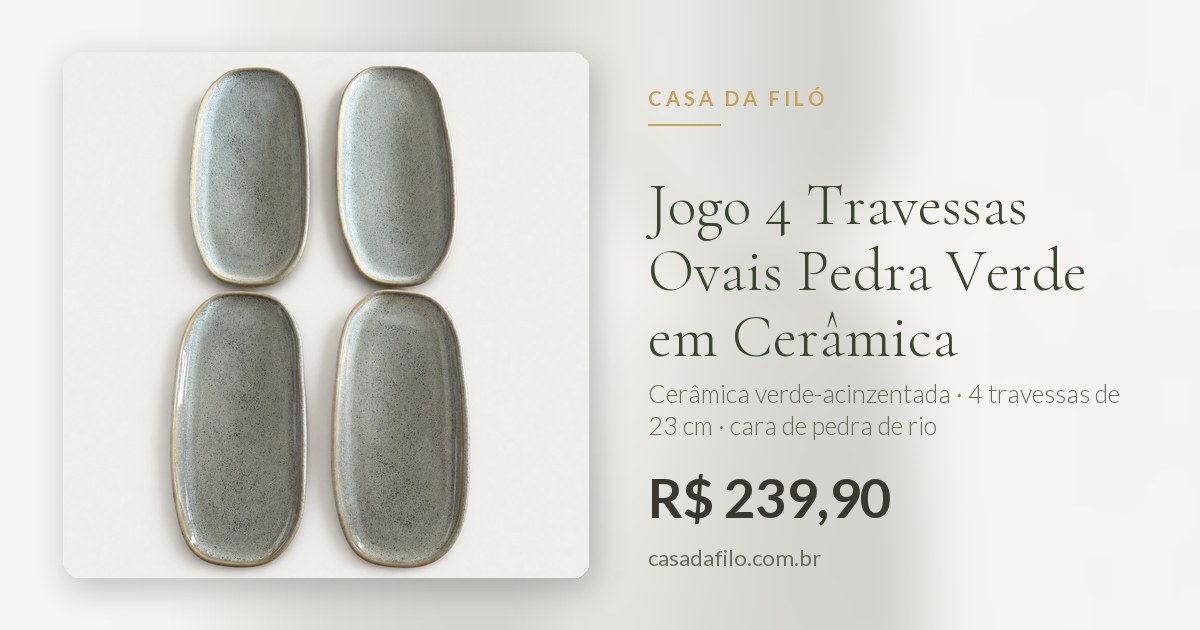 CASA DA FILÓ
Jogo 4 Travessas
Ovais Pedra Verde
em Cerâmica
Cerâmica verde-acinzentada · 4 travessas de
23 cm · cara de pedra de rio
R$ 239,90
casadafilo.com.br